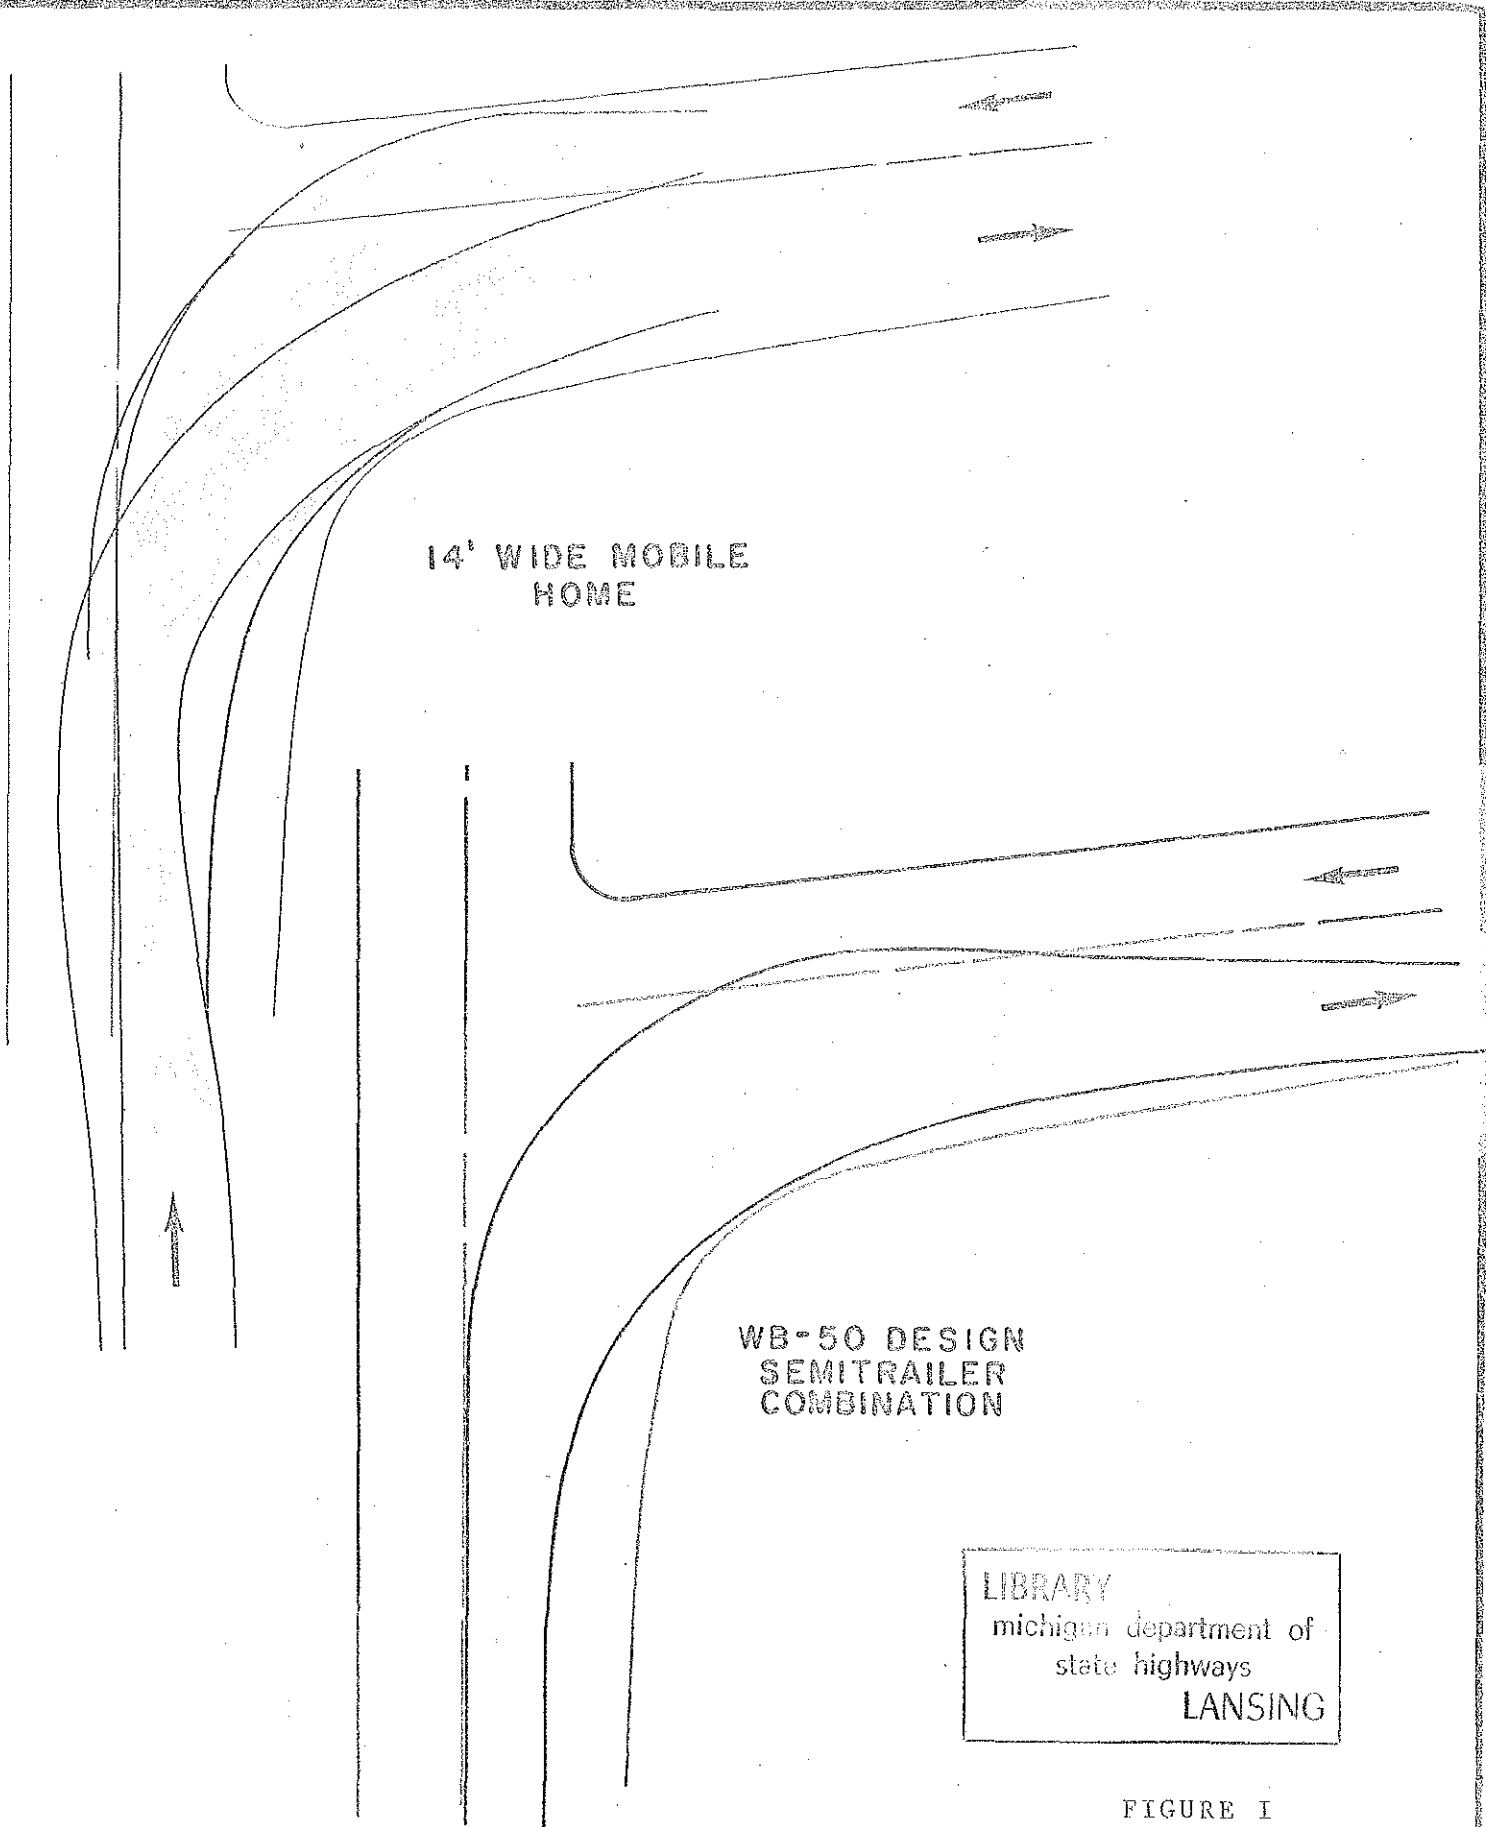 14' WIDE MOBILE
HOME
WB-50 DESIGN
SEMITRAILER
COMBINATION
LIBRARY
michigan department of
state highways
LANSING
FIGURE I